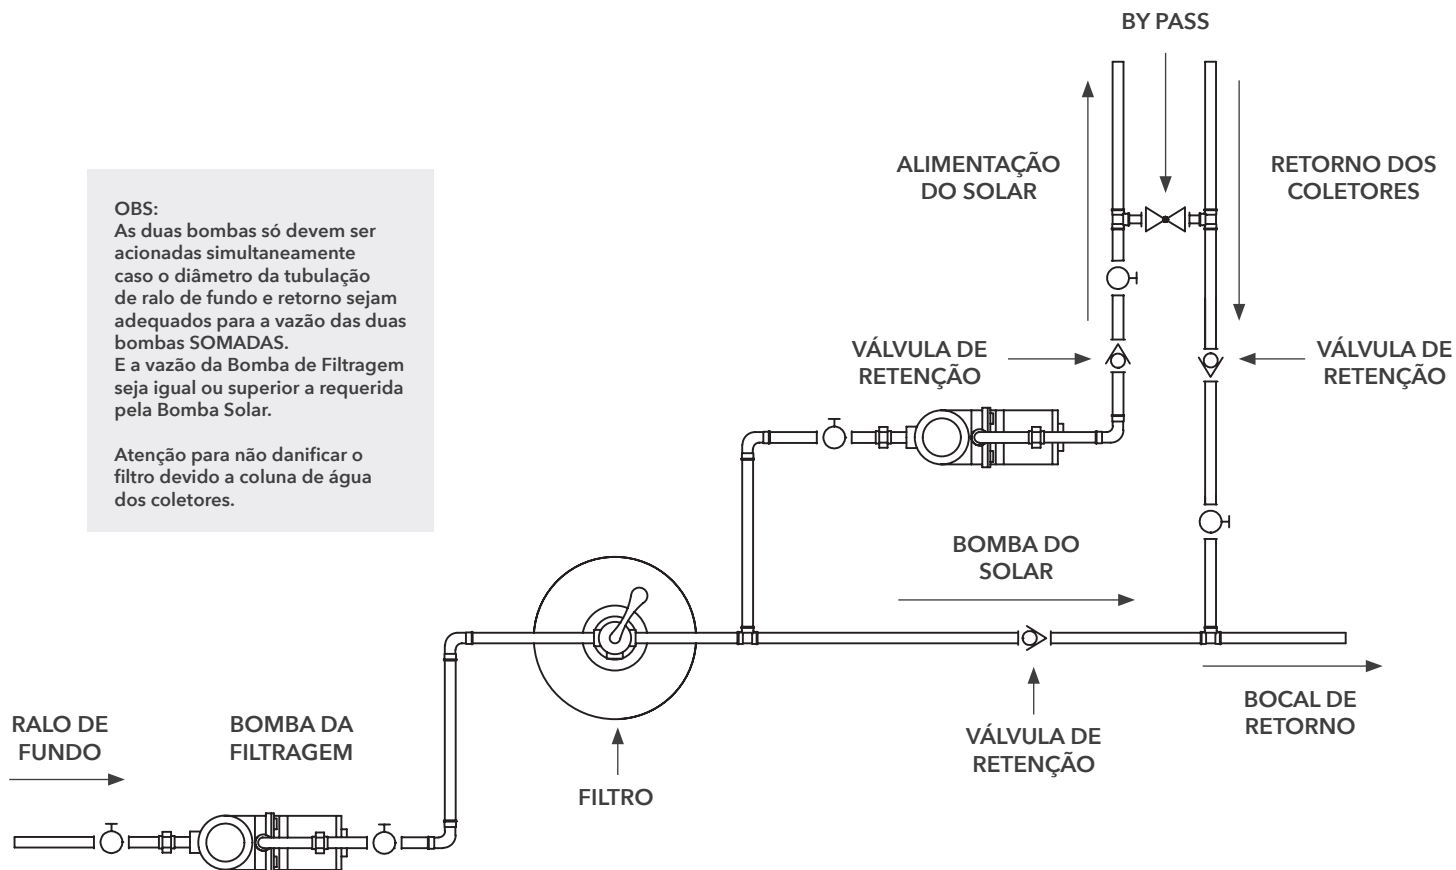 BY PASS
ALIMENTAÇÃO
DO SOLAR
RETORNO DOS
COLETORES
OBS:
As duas bombas só devem ser
acionadas simultaneamente
caso o diâmetro da tubulação
de ralo de fundo e retorno sejam
adequados para a vazão das duas
bombas SOMADAS.
E a vazão da Bomba de Filtragem
seja igual ou superior a requerida
pela Bomba Solar.
Atenção para não danificar o
filtro devido a coluna de água
dos coletores.
VÁLVULA DE
RETENÇÃO
VÁLVULA DE
RETENÇÃO
BOMBA DO
SOLAR
RALO DE
FUNDO
BOMBA DA
FILTRAGEM
FILTRO
VÁLVULA DE
RETENÇÃO
BOCAL DE
RETORNO